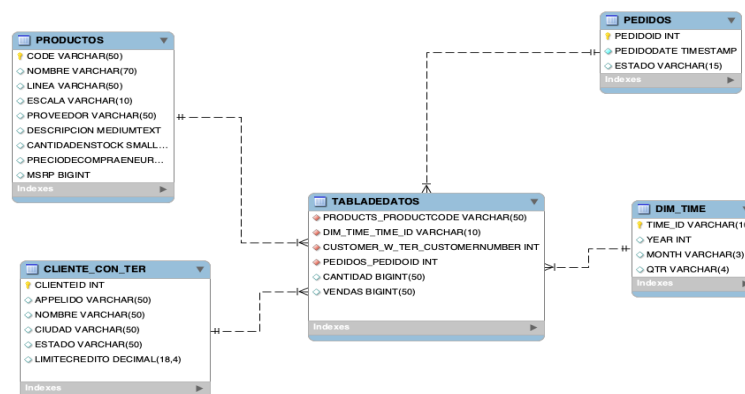 PRODUCTOS
CODE VARCHAR(50)
NOMBRE VARCHAR(70)
LINEA VARCHAR(50)
ESCALA VARCHAR(10)
PROVEEDOR VARCHAR(50)
DESCRIPCION MEDIUMTEXT
CANTIDADENSTOCK SMALL...
PRECIODECOMPRAENEUR...
MSRP BIGINT
Indexes
PEDIDOS
PEDIDOID INT
PEDIDODATE TIMESTAMP
ESTADO VARCHAR(15)
Indexes
TABLADEDATOS
PRODUCTS_PRODUCTCODE VARCHAR(50)
DIM_TIME_TIME_ID VARCHAR(10)
CUSTOMER_W_TER_CUSTOMERNUMBER INT
PEDIDOS_PEDIDOID INT
CANTIDAD BIGINT(50)
VENDAS BIGINT(50)
Indexes
DIM_TIME
TIME_ID VARCHAR(10)
YEAR INT
MONTH VARCHAR(3)
QTR VARCHAR(4)
Indexes
CLIENTE_CON_TER
CLIENTEID INT
APPELIDO VARCHAR(50)
NOMBRE VARCHAR(50)
CIUDAD VARCHAR(50)
ESTADO VARCHAR(50)
LIMITECREDITO DECIMAL(18,4)
Indexes